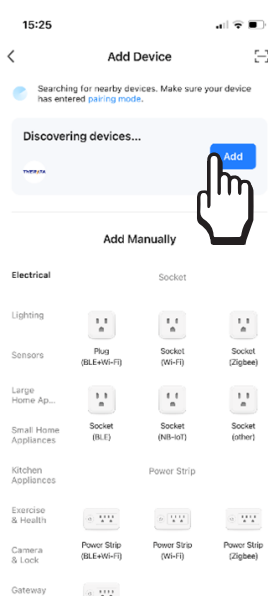 15:25
Add Device
Searching for nearby devices. Make sure your device
has entered pairing mode.
Discovering devices...
Add
Add Manually
Electrical
Socket
Lighting
Plug
(BLE+Wi-Fi)
Socket
(Wi-Fi)
Socket
(Zigbee)
Sensors
Large
Home Ap...
Socket
(BLE)
Socket
(NB-IoT)
Socket
(other)
Small Home
Appliances
Kitchen
Appliances
Power Strip
Exercise
& Health
Power Strip
(BLE+Wi-Fi)
Power Strip
(Wi-Fi)
Power Strip
(Zigbee)
Camera
& Lock
Gateway